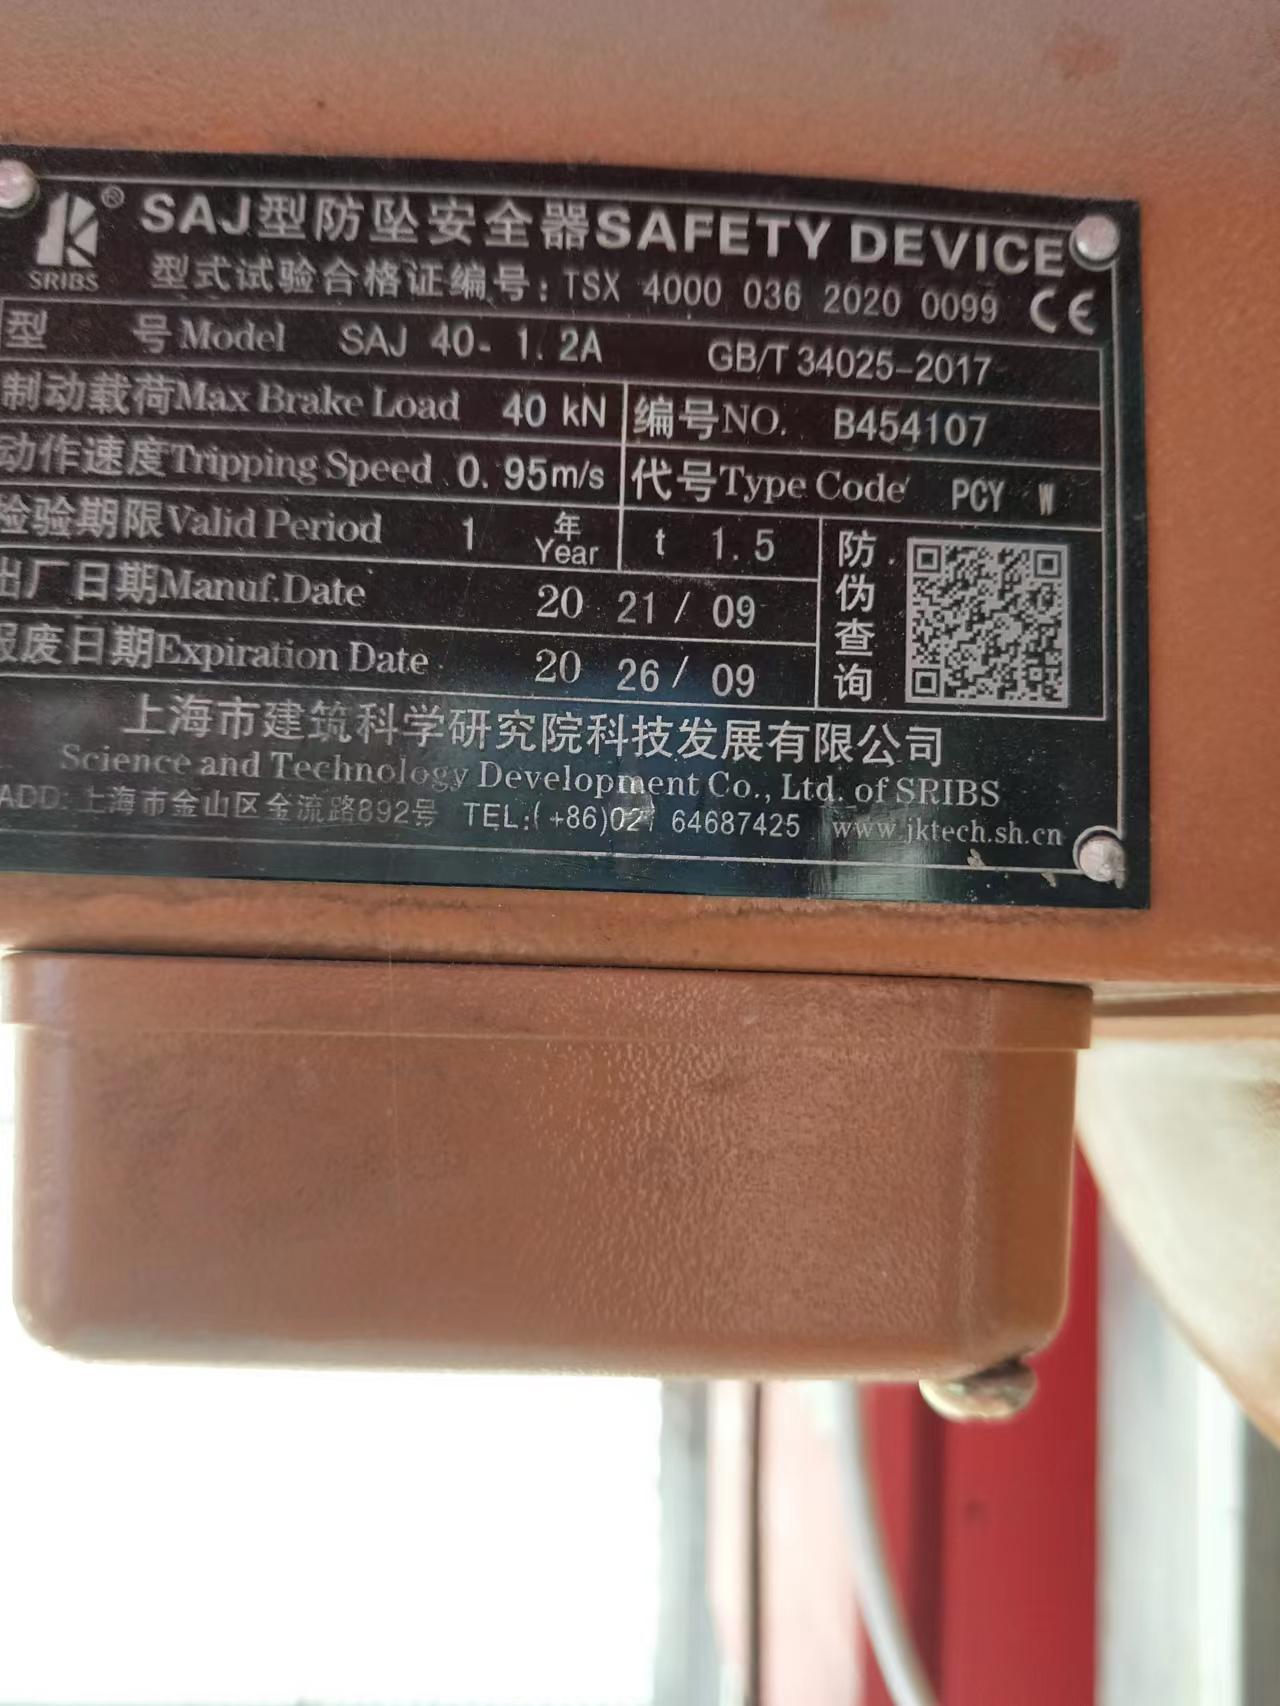 SRIBS ® SAJ型防坠安全器SAFETY DEVICE
型式试验合格证编号：TSX 4000 036 2020 0099 CE
型 号Model SAJ 40-1.2A GB/T 34025-2017
制动载荷Max Brake Load 40 kN 编号NO. B454107
动作速度Tripping Speed 0.95m/s 代号Type Code PCY W
检验期限Valid Period 1 年Year t 1.5 防伪查询
出厂日期Manuf.Date 20 21 / 09
报废日期Expiration Date 20 26 / 09
上海市建筑科学研究院科技发展有限公司
Science and Technology Development Co., Ltd. of SRIBS
ADD: 上海市金山区金流路892号 TEL:(+86)021 64687425 www.jktech.sh.cn